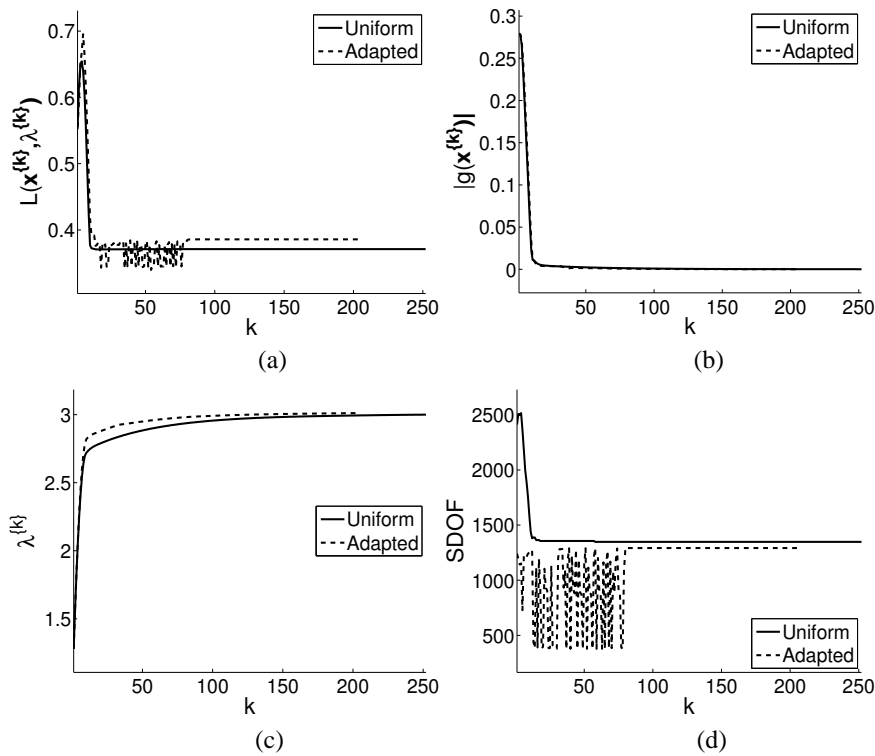 0.7
0.6
0.5
0.4
50 100 150 200 250
L(x^{k},λ^{k})
k
Uniform
Adapted
(a)
0.3
0.25
0.2
0.15
0.1
0.05
0
50 100 150 200 250
|g(x^{k})|
k
Uniform
Adapted
(b)
3
2.5
2
1.5
50 100 150 200 250
λ^{k}
k
Uniform
Adapted
(c)
2500
2000
1500
1000
500
50 100 150 200 250
SDOF
k
Uniform
Adapted
(d)